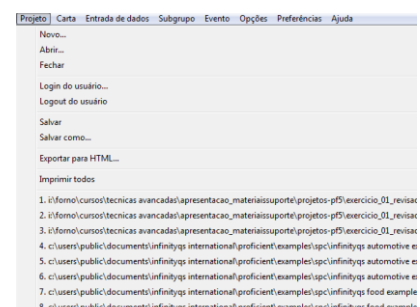 Projeto Carta Entrada de dados Subgrupo Evento Opções Preferências Ajuda
Novo...
Abrir...
Fechar
Login do usuário...
Logout do usuário
Salvar
Salvar como...
Exportar para HTML...
Imprimir todos
1. i:\forno\cursos\tecnicas avancadas\apresentacao_materiaissuporte\projetos-pf5\exercicio_01_revisac
2. i:\forno\cursos\tecnicas avancadas\apresentacao_materiaissuporte\projetos-pf5\exercicio_01_revisac
3. i:\forno\cursos\tecnicas avancadas\apresentacao_materiaissuporte\projetos-pf5\exercicio_01_revisac
4. c:\users\public\documents\infinityqs international\proficient\examples\spc\infinityqs automotive e
5. c:\users\public\documents\infinityqs international\proficient\examples\spc\infinityqs automotive e
6. c:\users\public\documents\infinityqs international\proficient\examples\spc\infinityqs automotive e
7. c:\users\public\documents\infinityqs international\proficient\examples\spc\infinityqs food example